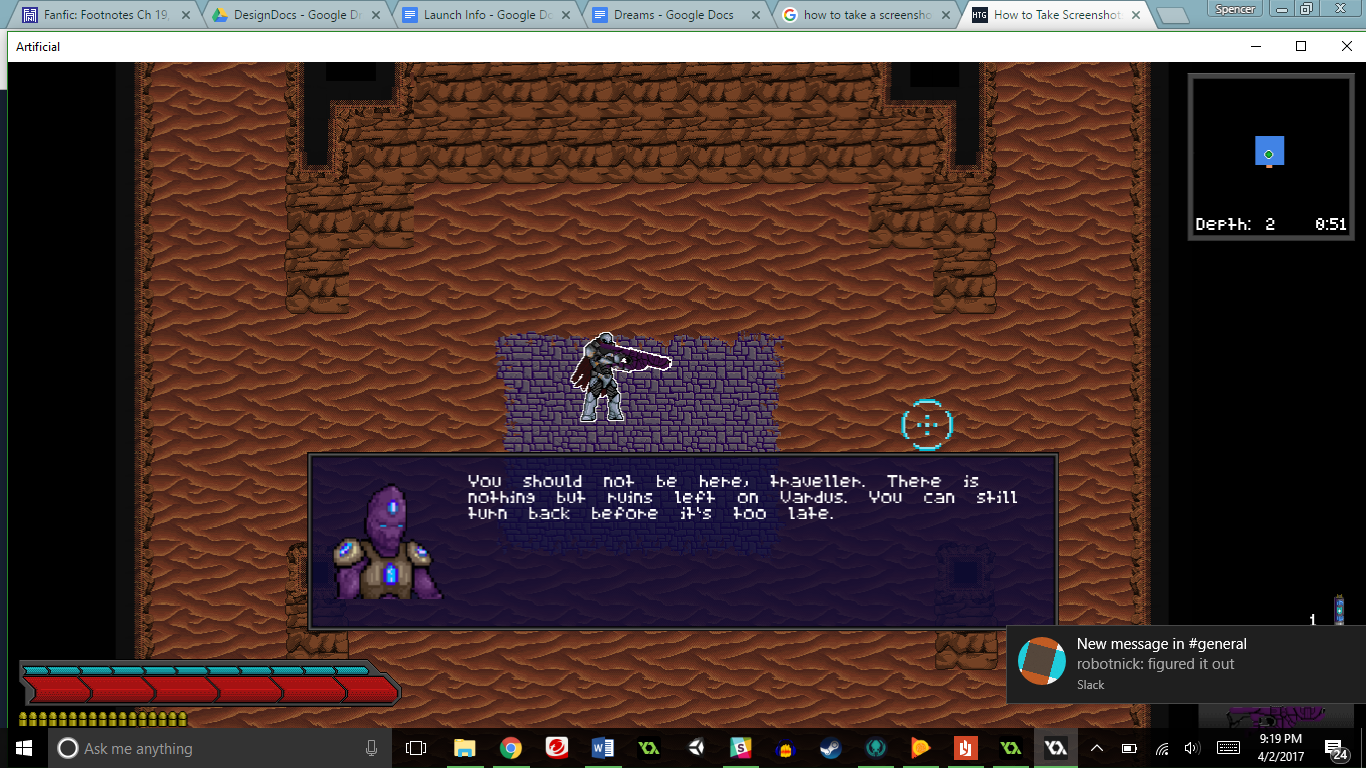 Fanfic: Footnotes Ch 19,
DesignDocs - Google Dr
Launch Info - Google Do
Dreams - Google Docs
how to take a screensho
HTG How to Take Screenshot
Spencer
Artificial
Depth: 2 0:51
You should not be here, traveller. There is
nothing but ruins left on Vardus. You can still
turn back before it's too late.
1
New message in #general
robotnick: figured it out
Slack
Ask me anything
9:19 PM
4/2/2017
24